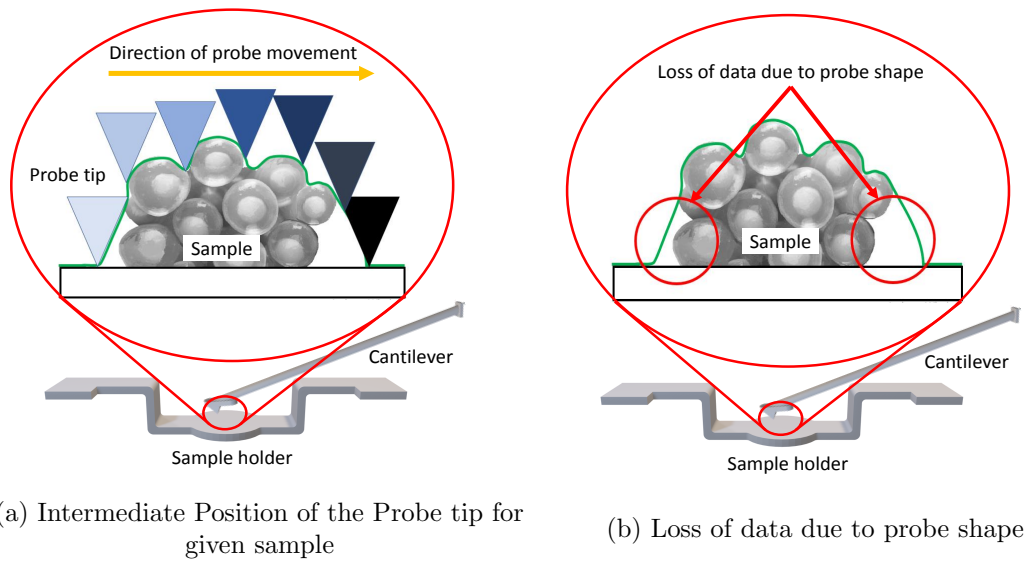 Direction of probe movement
Probe tip
Sample
Cantilever
Sample holder
(a) Intermediate Position of the Probe tip for
given sample
Loss of data due to probe shape
Sample
Cantilever
Sample holder
(b) Loss of data due to probe shape